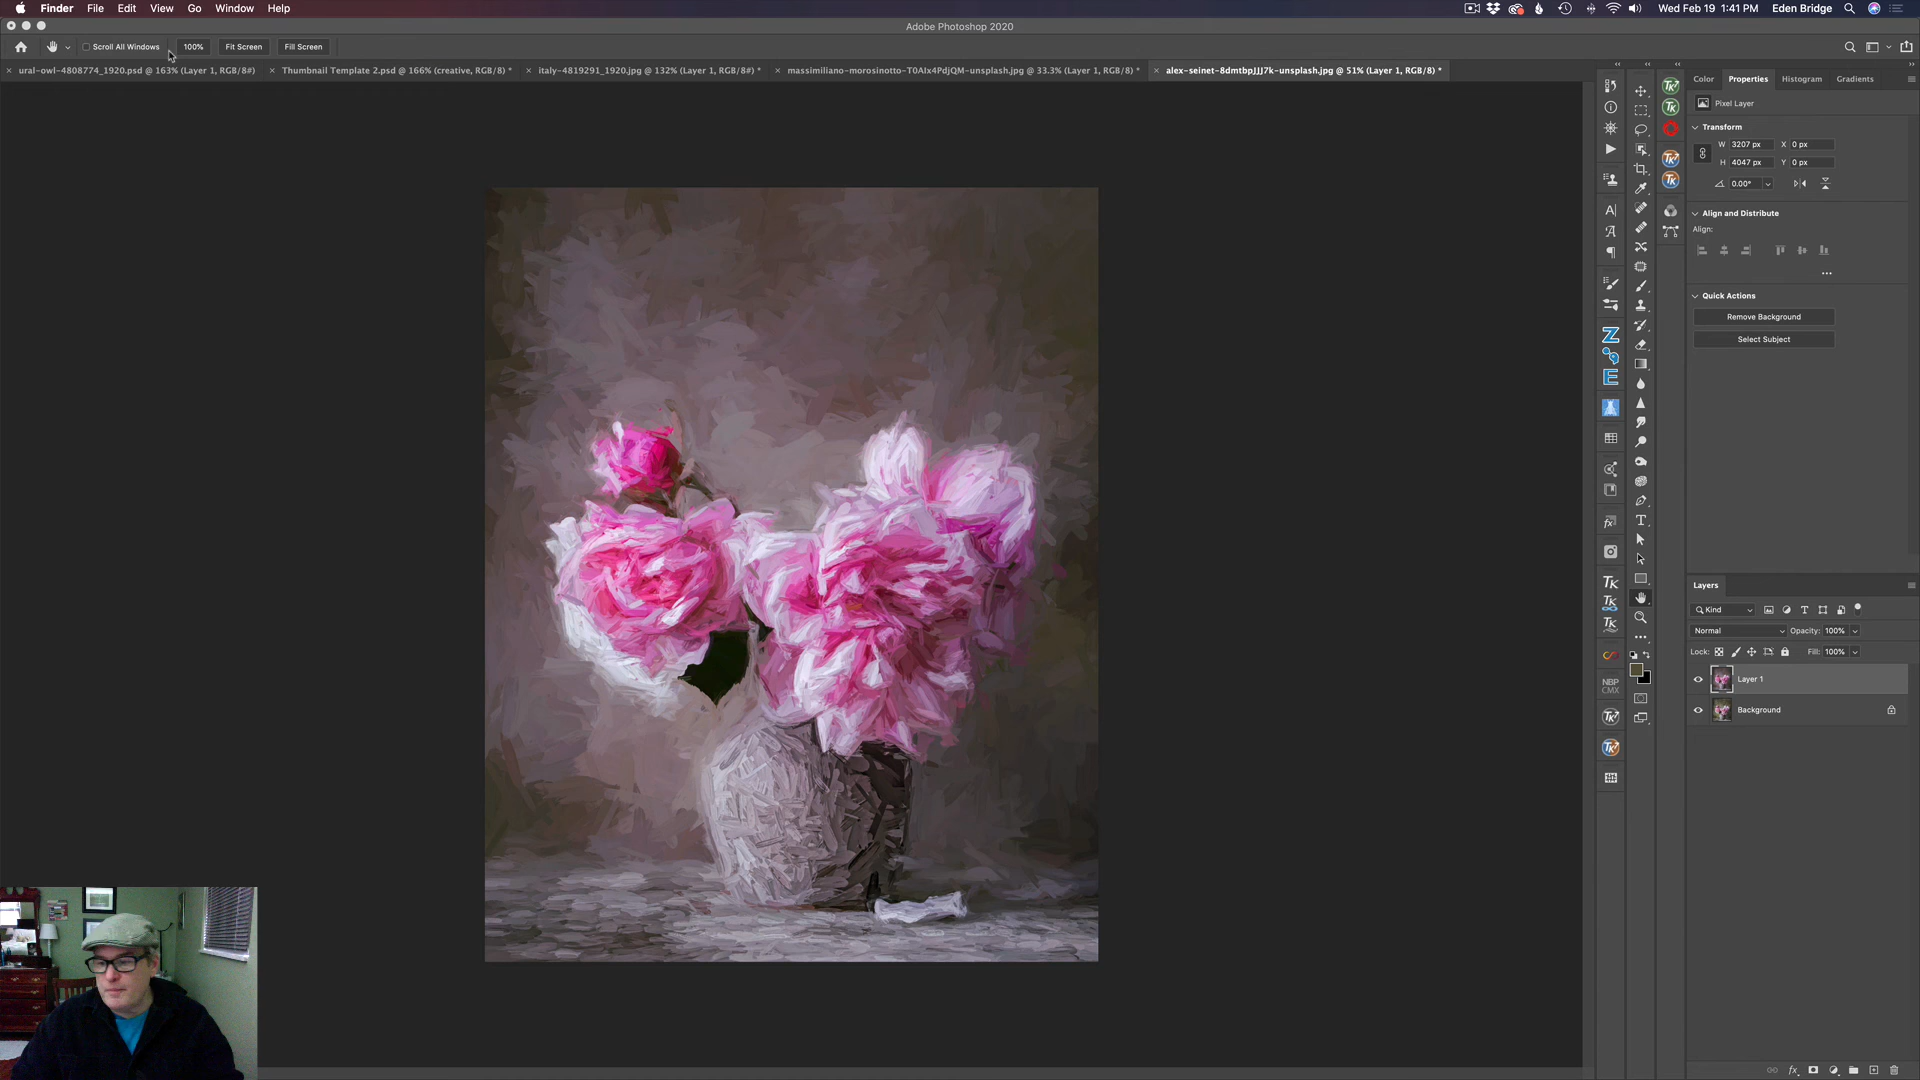 Finder File Edit View Go Window Help
Wed Feb 19 1:41 PM Eden Bridge
Adobe Photoshop 2020
Scroll All Windows 100% Fit Screen Fill Screen
ural-owl-4808774_1920.psd @ 163% (Layer 1, RGB/8#)
Thumbnail Template 2.psd @ 166% (creative, RGB/8) *
italy-4819291_1920.jpg @ 132% (Layer 1, RGB/8#) *
massimiliano-morosinotto-T0AIx4PdjQM-unsplash.jpg @ 33.3% (Layer 1, RGB/8) *
alex-seinet-8dmtbpJJJ7k-unsplash.jpg @ 51% (Layer 1, RGB/8) *
Color Properties Histogram Gradients
Pixel Layer
Transform
W 3207 px X 0 px
H 4047 px Y 0 px
0.00°
Align and Distribute
Align:
Quick Actions
Remove Background
Select Subject
Layers
Kind
Normal Opacity: 100%
Lock: Fill: 100%
Layer 1
Background
TK
NBP
CMX